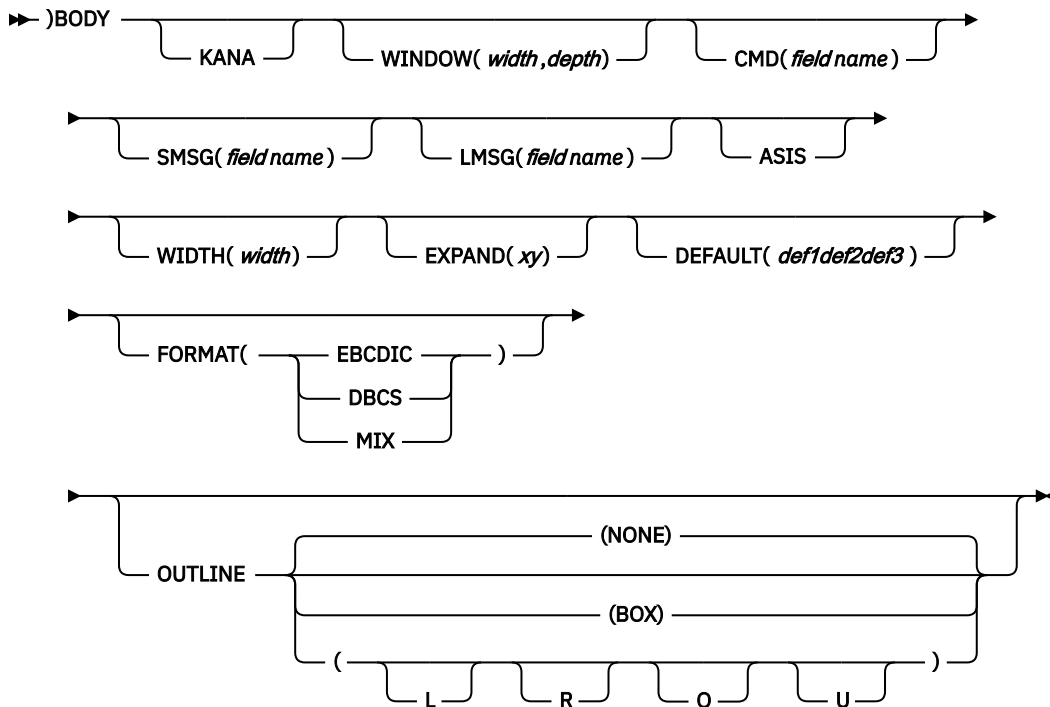 )BODY KANA WINDOW( width,depth) CMD( field name )
SMSG( field name ) LMSG( field name ) ASIS
WIDTH( width) EXPAND( xy) DEFAULT( def1def2def3 )
FORMAT( EBCDIC )
DBCS
MIX
(NONE)
OUTLINE
(BOX)
( L R O U )